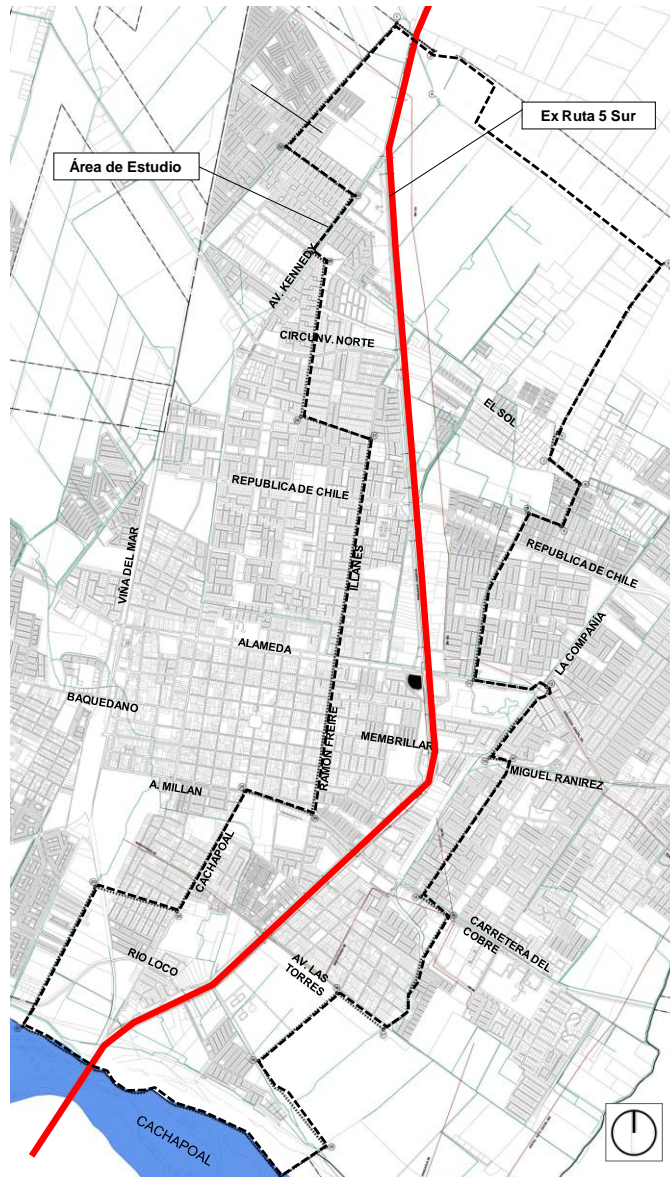 Ex Ruta 5 Sur
Área de Estudio
AV. KENNEDY
CIRCUNV. NORTE
EL SOL
REPUBLICA DE CHILE
REPUBLICA DE CHILE
VIÑA DEL MAR
ILLANES
LA COMPAÑIA
ALAMEDA
BAQUEDANO
RAMON FREIRE
MEMBRILLAR
MIGUEL RANIREZ
A. MILLAN
CACHAPOAL
CARRETERA DEL
COBRE
RIO LOCO
AV. LAS
TORRES
CACHAPOAL